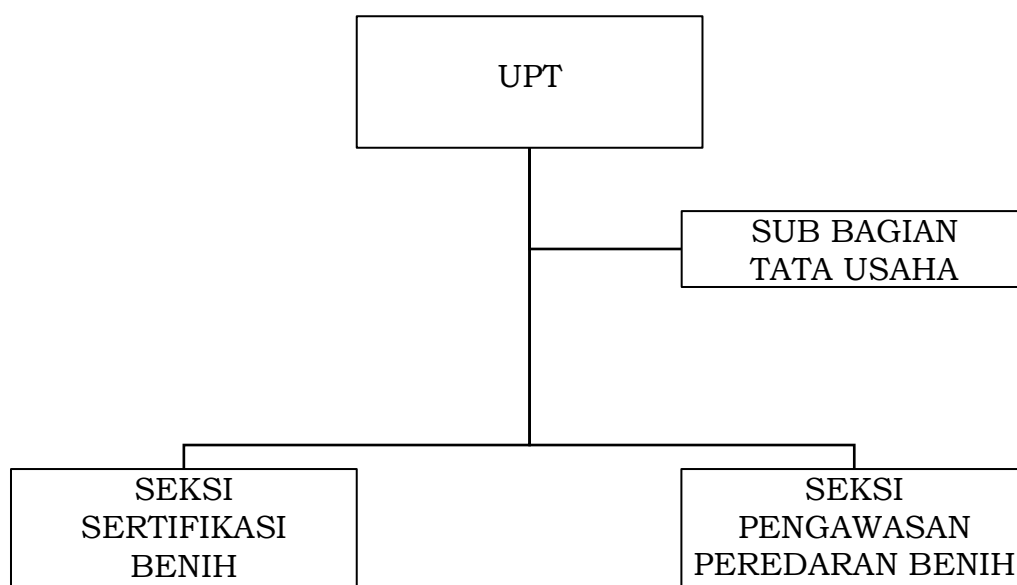 UPT
SUB BAGIAN
TATA USAHA
SEKSI
SERTIFIKASI
BENIH
SEKSI
PENGAWASAN
PEREDARAN BENIH